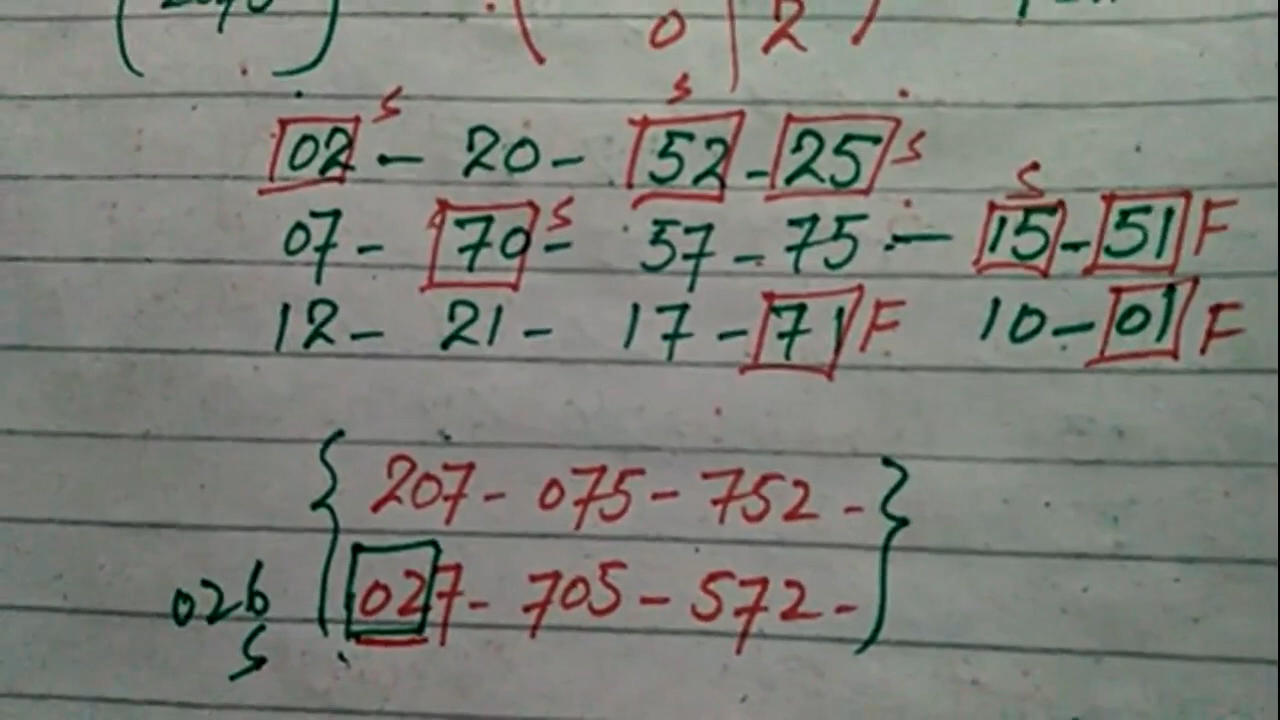 0 | 2
02 s - 20 - 52 s - 25 s
07 - 70 s - 57 - 75 - 15 s - 51 F
12 - 21 - 17 - 71 F 10 - 01 F
{ 207 - 075 - 752 - }
026 s { 027 - 705 - 572 - }